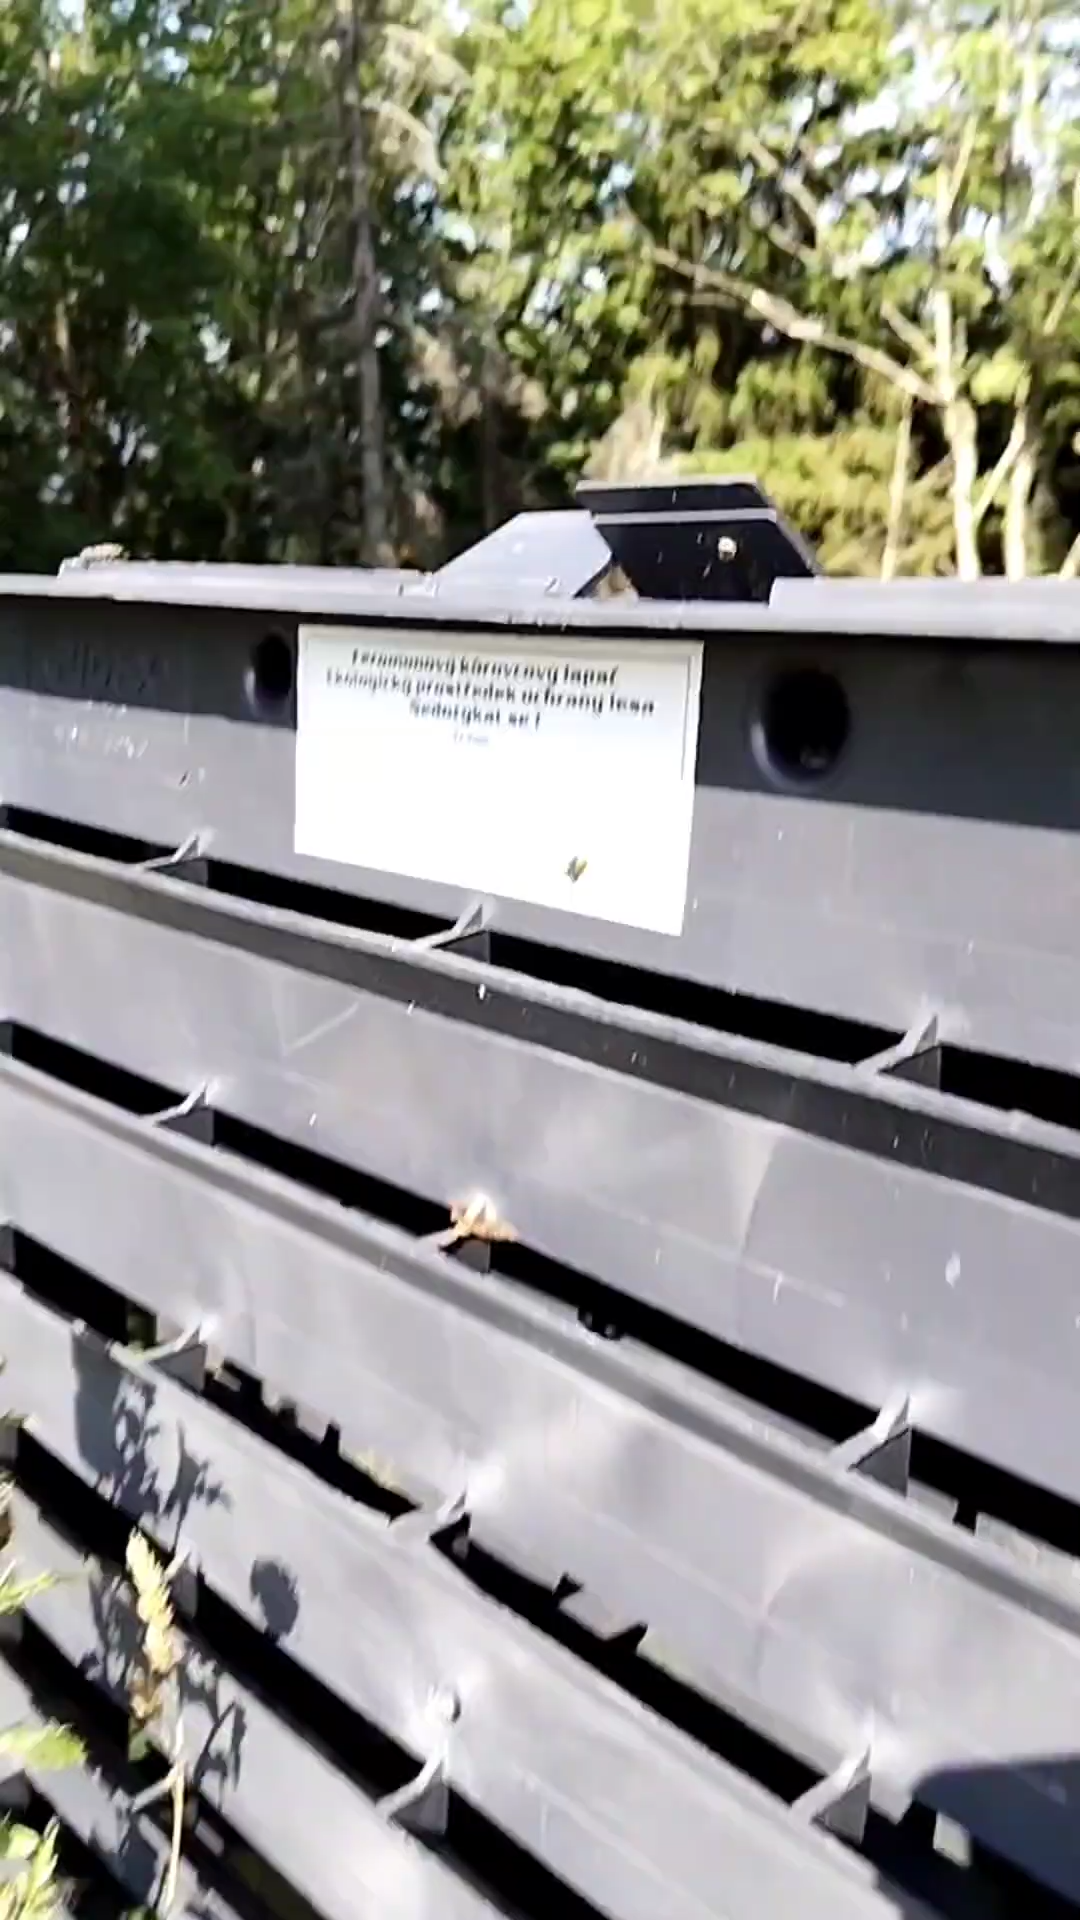 Feromonový kůrovcový lapač
Ekologický prostředek ochrany lesa
Nedotýkat se !